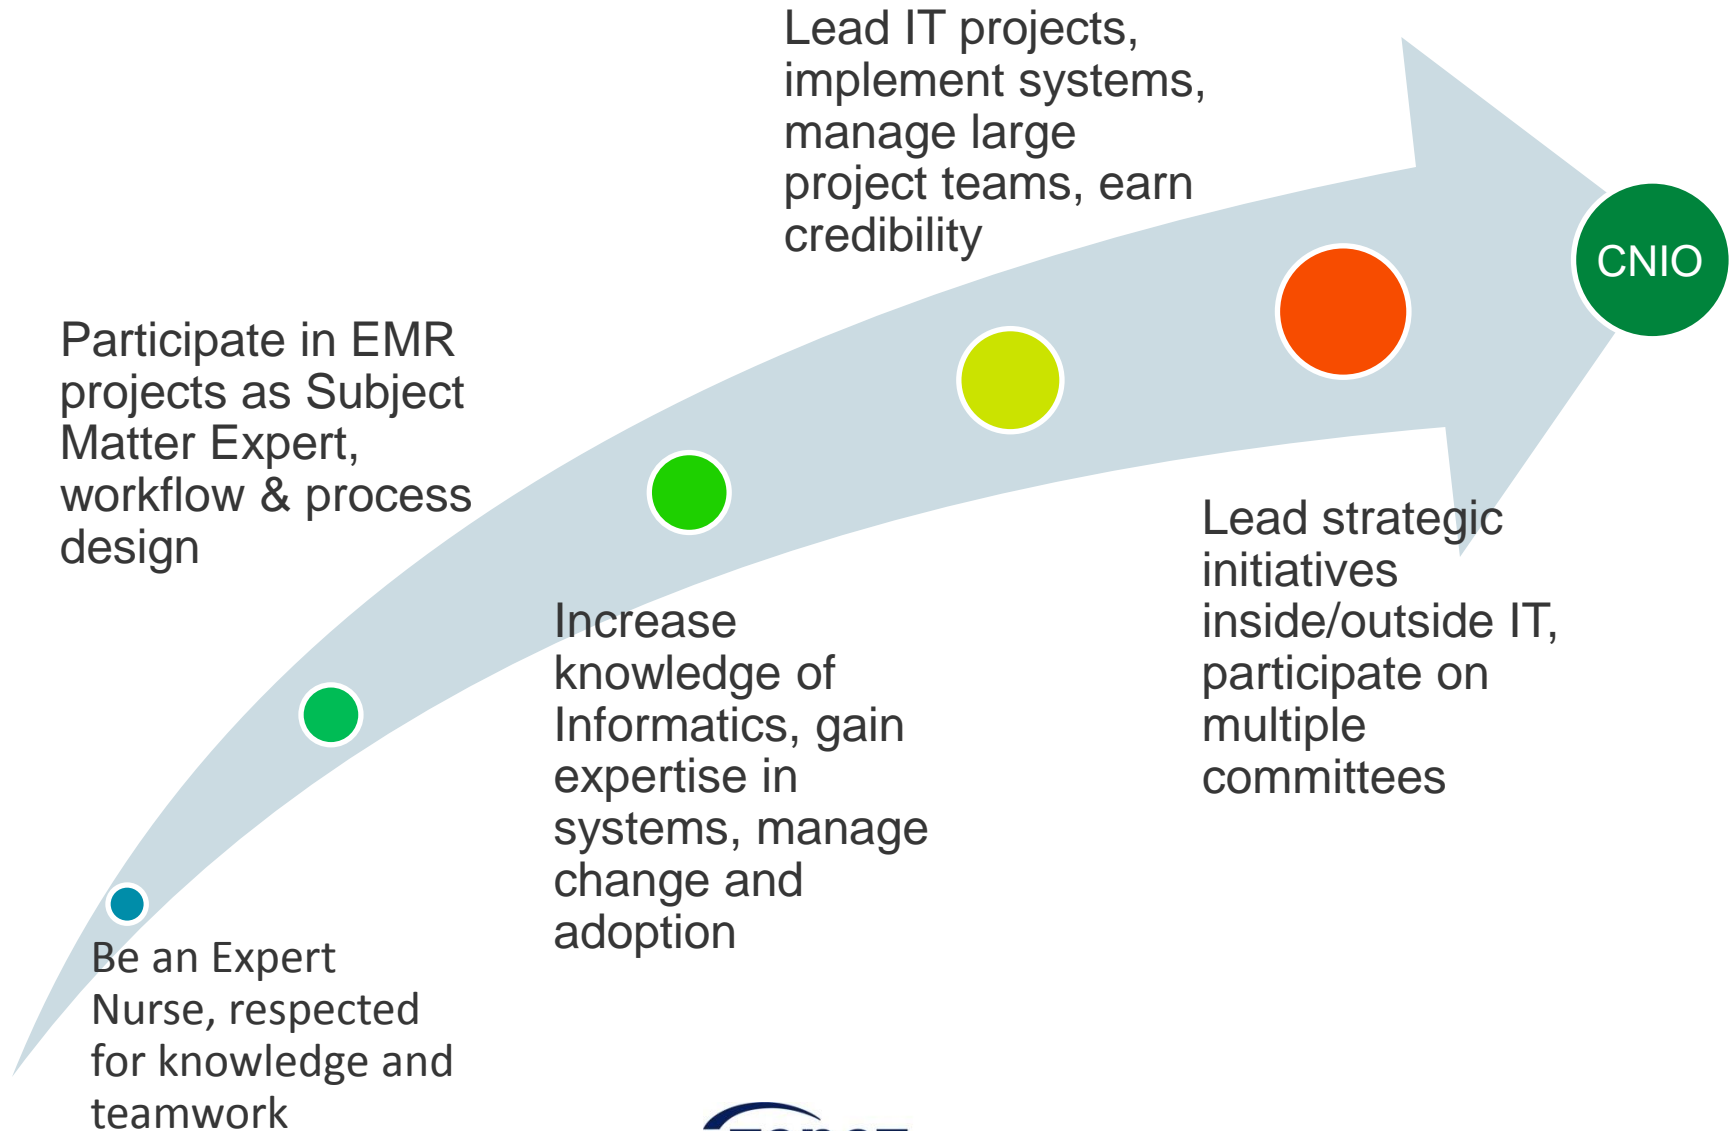 Lead IT projects,
implement systems,
manage large
project teams, earn
credibility
CNIO
Participate in EMR
projects as Subject
Matter Expert,
workflow & process
design
Lead strategic
initiatives
inside/outside IT,
participate on
multiple
committees
Increase
knowledge of
Informatics, gain
expertise in
systems, manage
change and
adoption
Be an Expert
Nurse, respected
for knowledge and
teamwork